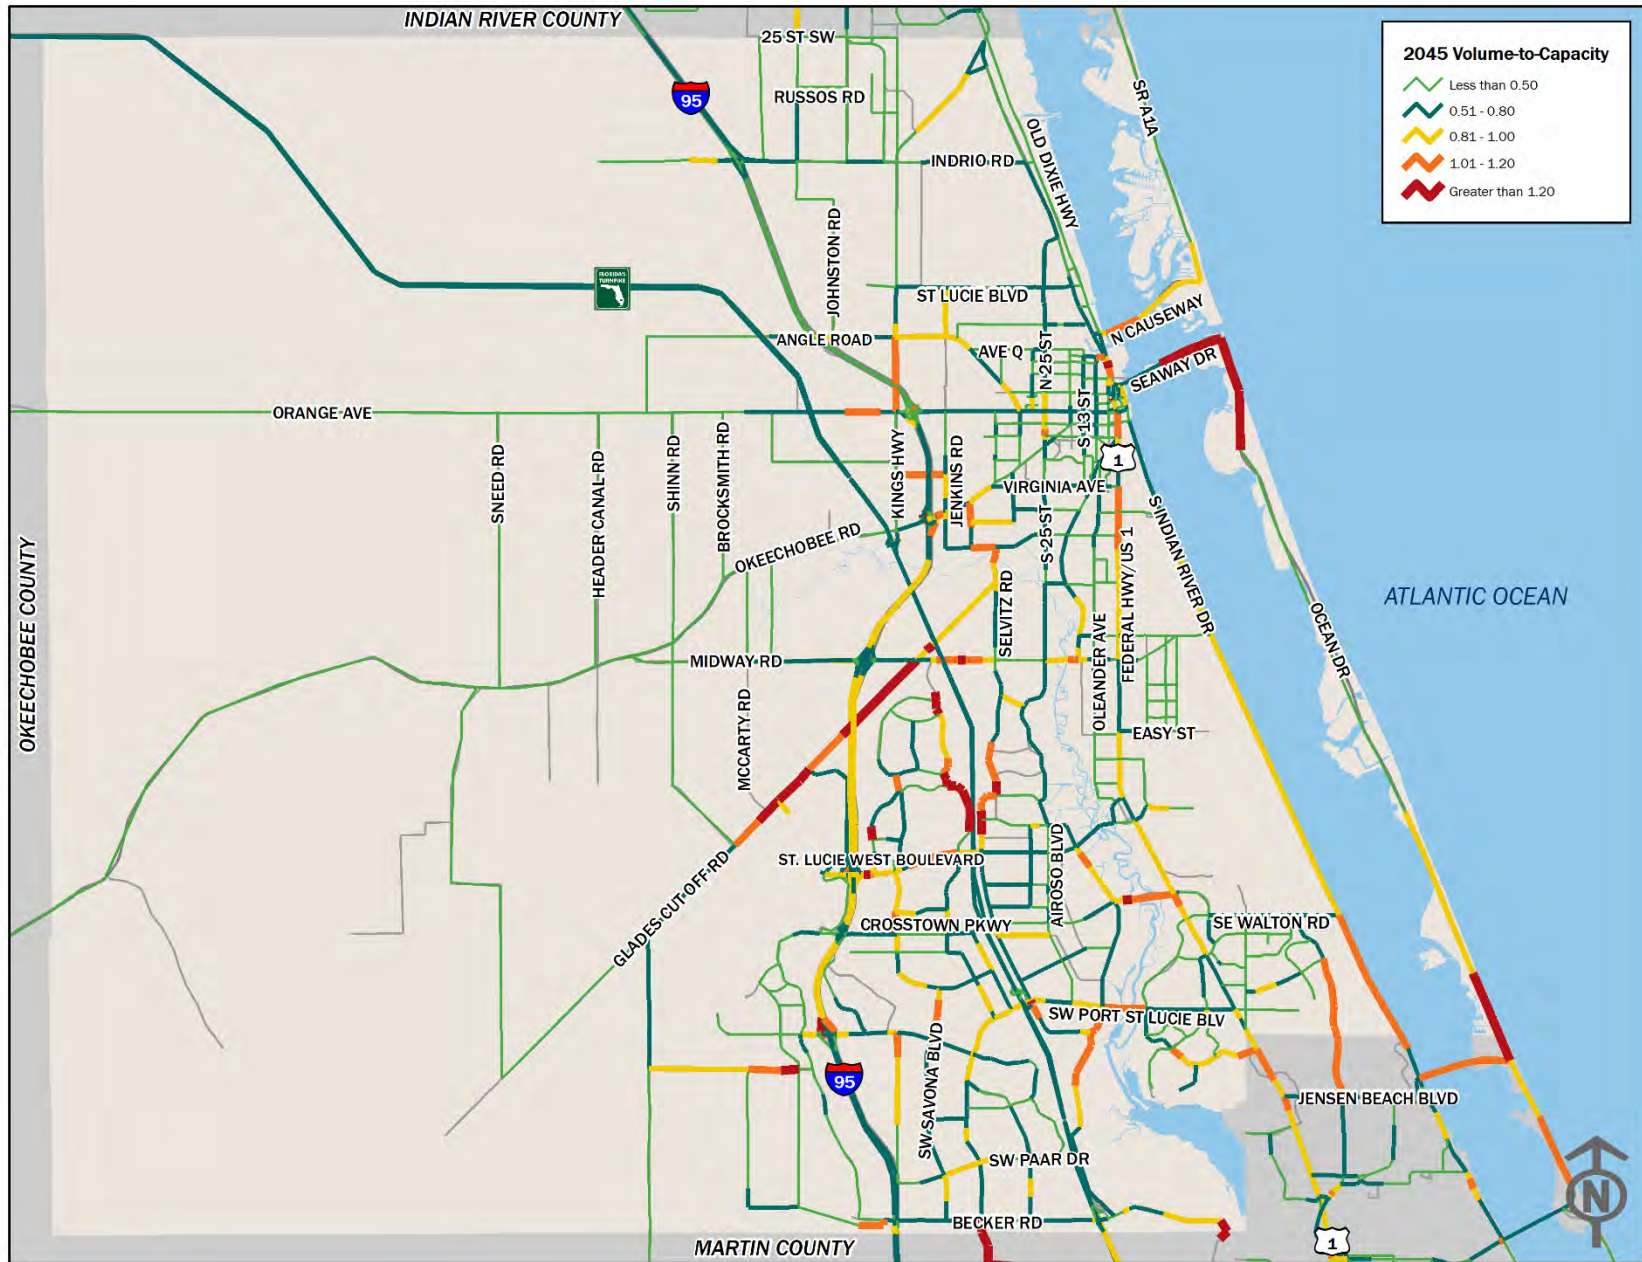 INDIAN RIVER COUNTY
25 ST SW
95
RUSSOS RD
SR A1A
2045 Volume-to-Capacity
Less than 0.50
0.51 - 0.80
0.81 - 1.00
1.01 - 1.20
Greater than 1.20
OLD DIXIE HWY
INDRIO RD
JOHNSTON RD
FLORIDA'S
TURNPIKE
ST LUCIE BLVD
N CAUSEWAY
ANGLE ROAD
AVE Q
N 25 ST
SEAWAY DR
ORANGE AVE
S 13 ST
SNEED RD
HEADER CANAL RD
SHINN RD
BROCKSMITH RD
KINGS HWY
JENKINS RD
1
VIRGINIA AVE
OKEECHOBEE RD
S 25 ST
S INDIAN RIVER DR
OKEECHOBEE COUNTY
SELVITZ RD
OLEANDER AVE
FEDERAL HWY/US 1
ATLANTIC OCEAN
OCEAN DR
MIDWAY RD
MCCARTY RD
EASY ST
ST. LUCIE WEST BOULEVARD
AIROSO BLVD
GLADES CUT OFF RD
CROSSTOWN PKWY
SE WALTON RD
SW PORT ST LUCIE BLV
SW SAVONA BLVD
95
JENSEN BEACH BLVD
SW PAAR DR
BECKER RD
N
MARTIN COUNTY
1